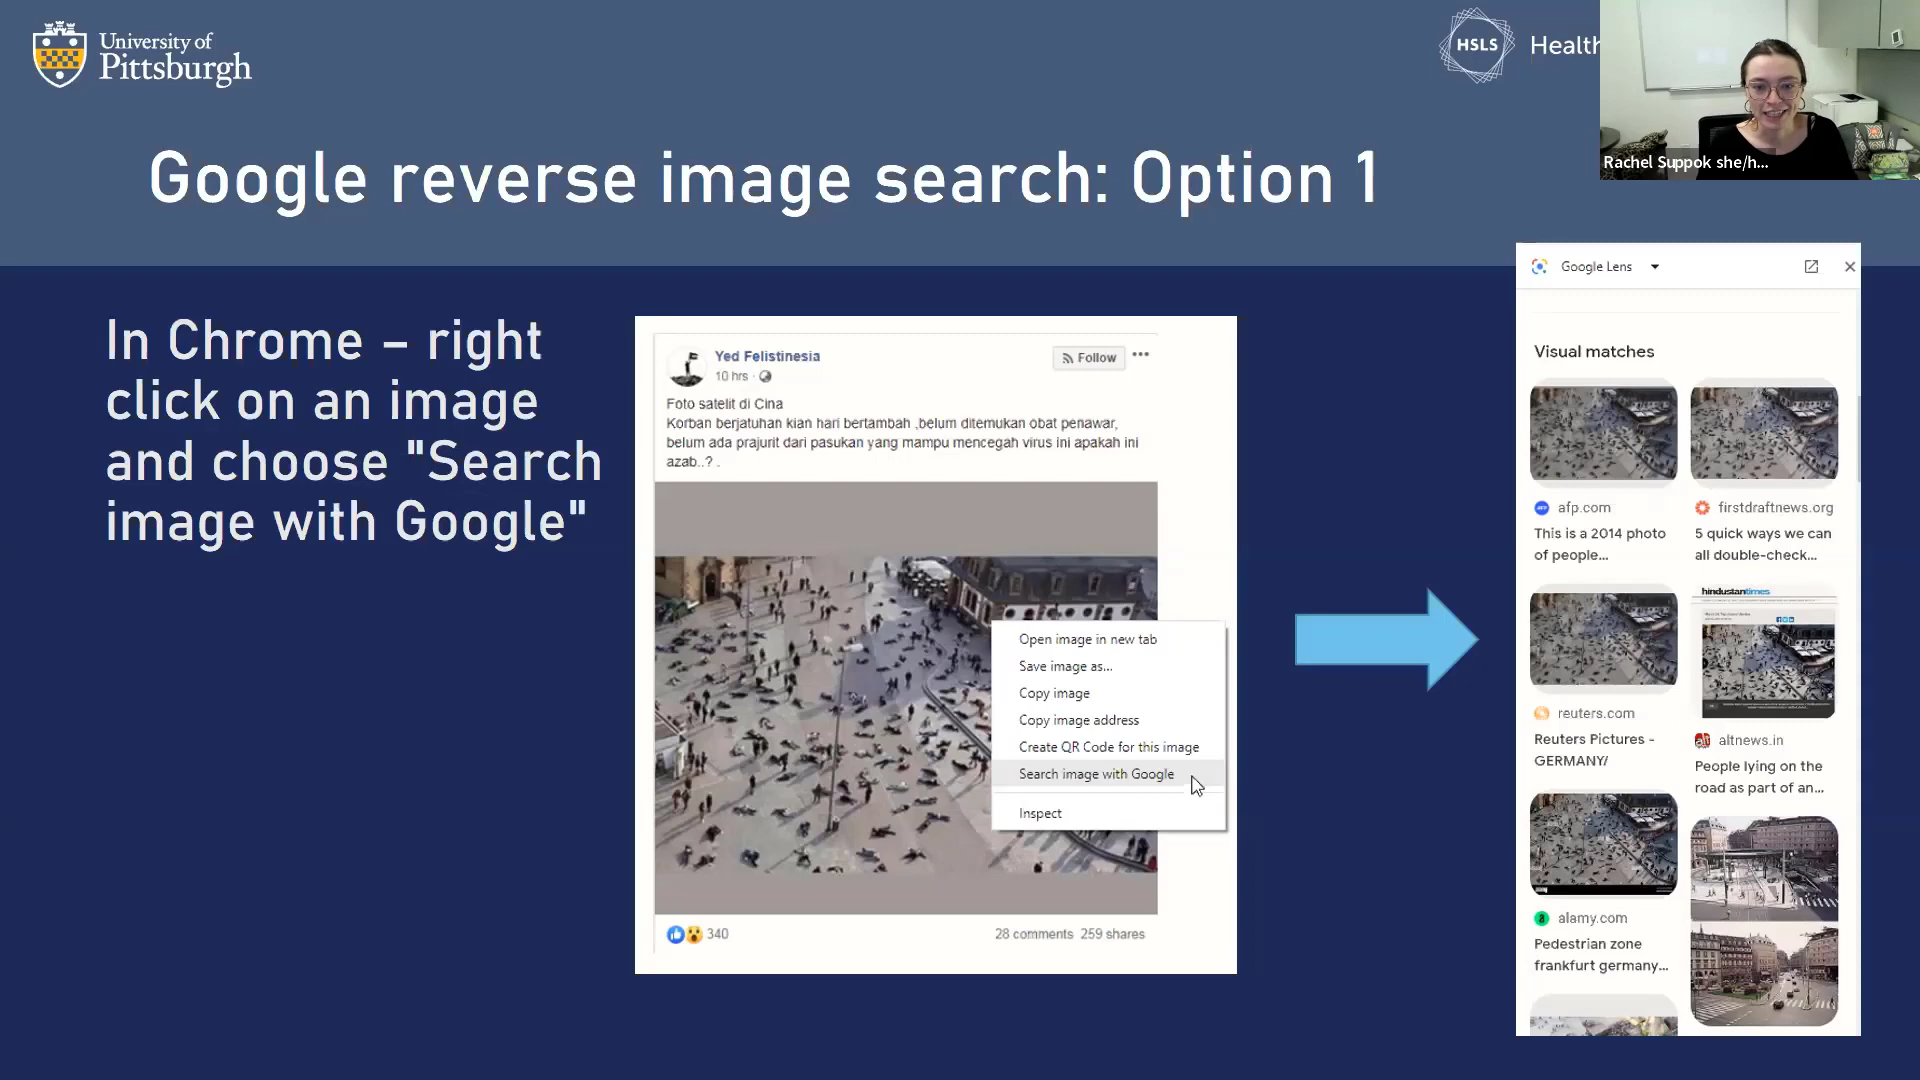 University of
Pittsburgh
HSLS
Health
Rachel Suppok she/h...
Google reverse image search: Option 1
In Chrome – right
click on an image
and choose "Search
image with Google"
Yed Felistinesia
10 hrs ·
Follow
Foto satelit di Cina
Korban berjatuhan kian hari bertambah ,belum ditemukan obat penawar,
belum ada prajurit dari pasukan yang mampu mencegah virus ini apakah ini
azab..? .
Open image in new tab
Save image as...
Copy image
Copy image address
Create QR Code for this image
Search image with Google
Inspect
340
28 comments 259 shares
Google Lens
Visual matches
afp.com
This is a 2014 photo
of people...
firstdraftnews.org
5 quick ways we can
all double-check...
reuters.com
Reuters Pictures -
GERMANY/
hindustantimes
altnews.in
People lying on the
road as part of an...
alamy.com
Pedestrian zone
frankfurt germany...